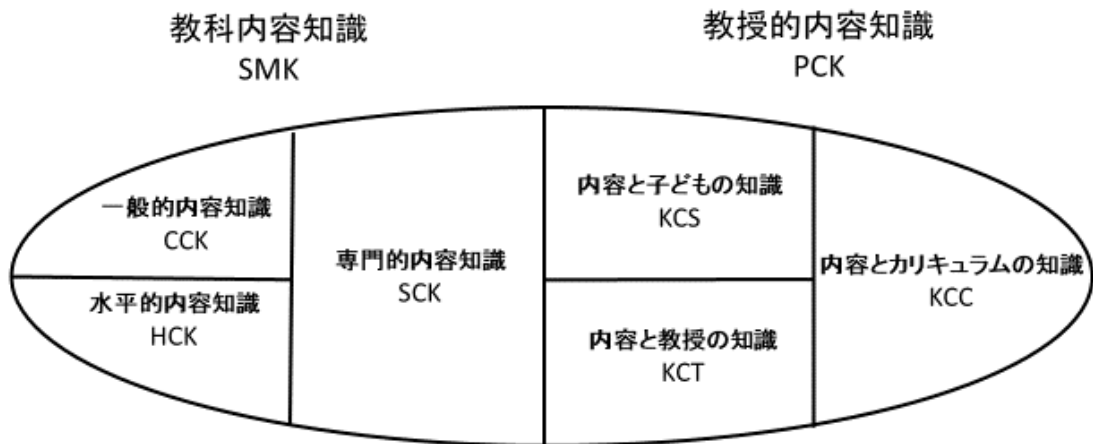 教科内容知識
SMK
教授的内容知識
PCK
一般的内容知識
CCK
水平的内容知識
HCK
専門的内容知識
SCK
内容と子どもの知識
KCS
内容と教授の知識
KCT
内容とカリキュラムの知識
KCC